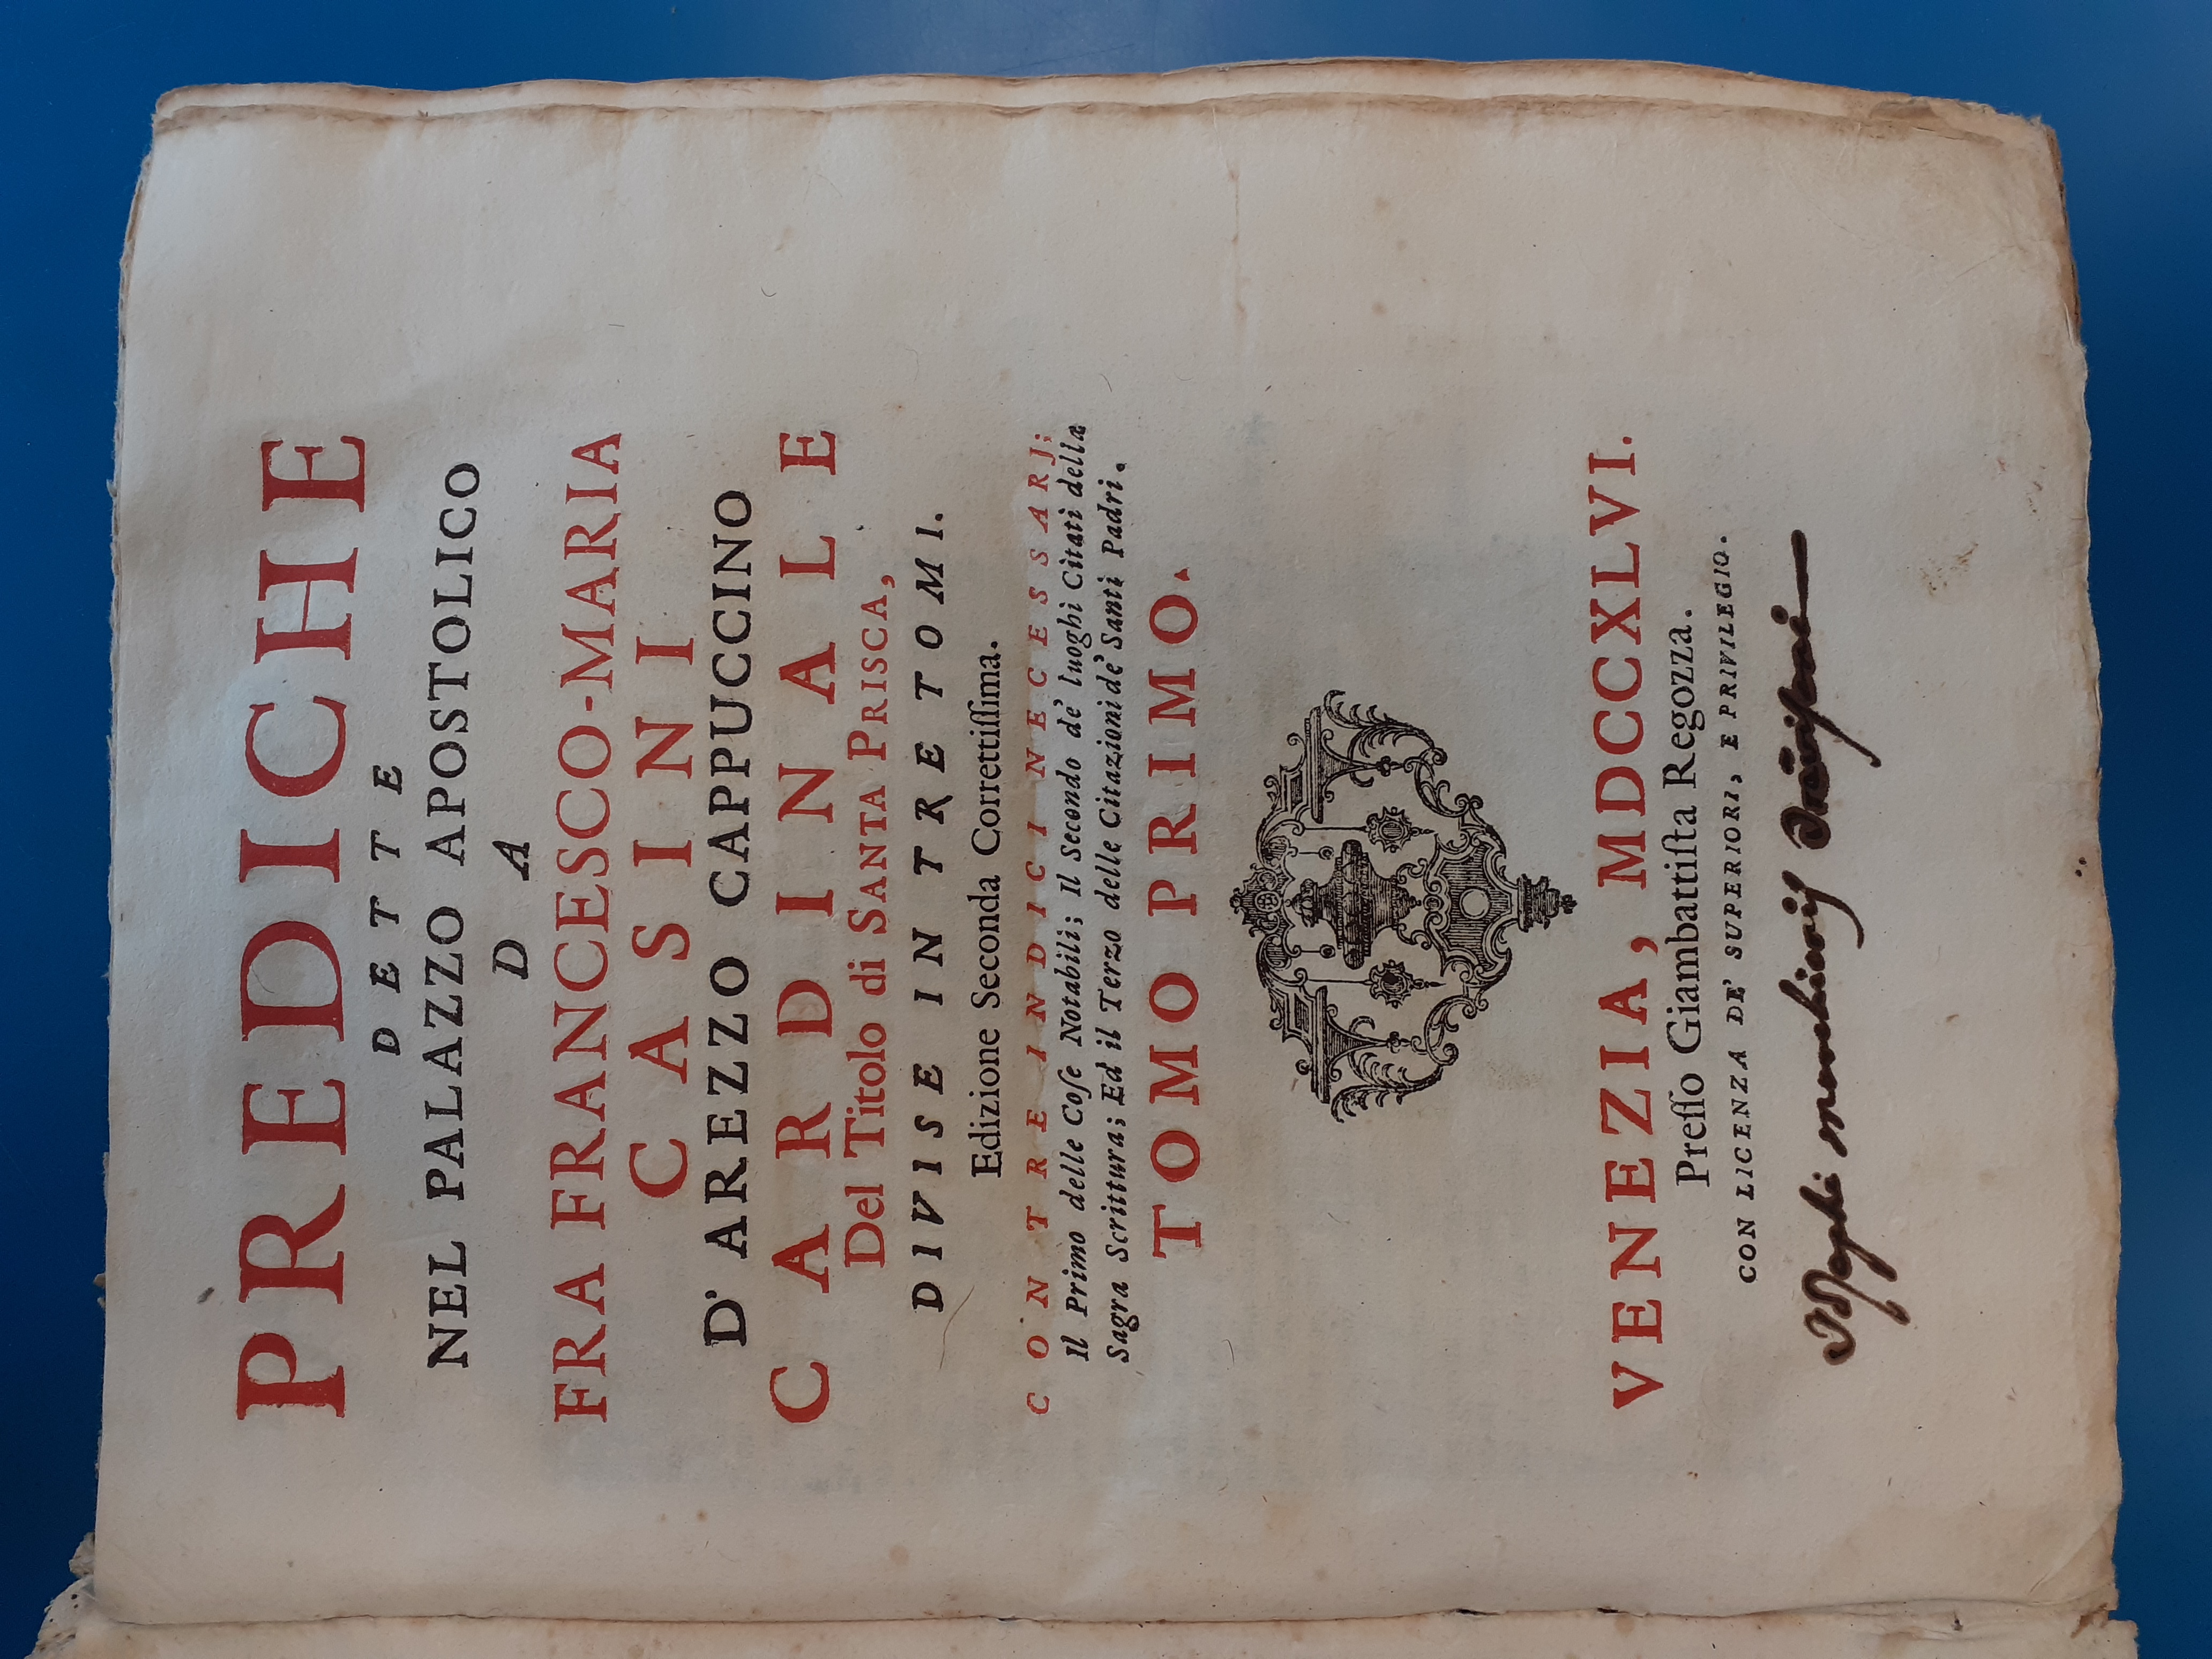 PREDICHE
DETTE
NEL PALAZZO APOSTOLICO
DA
FRA FRANCESCO-MARIA
CASINI
D' AREZZO CAPPUCCINO
CARDINALE
Del Titolo di SANTA PRISCA,
DIVISE IN TRE TOMI.
Edizione Seconda Correttiſſima.
CON TRE INDICI NECESSARJ;
Il Primo delle Coſe Notabili; Il Secondo de' luoghi Citati della
Sagra Scrittura; Ed il Terzo delle Citazioni de' Santi Padri.
TOMO PRIMO.
VENEZIA, MDCCXLVI.
Preſſo Giambattiſta Regozza.
CON LICENZA DE' SUPERIORI, E PRIVILEGIO.